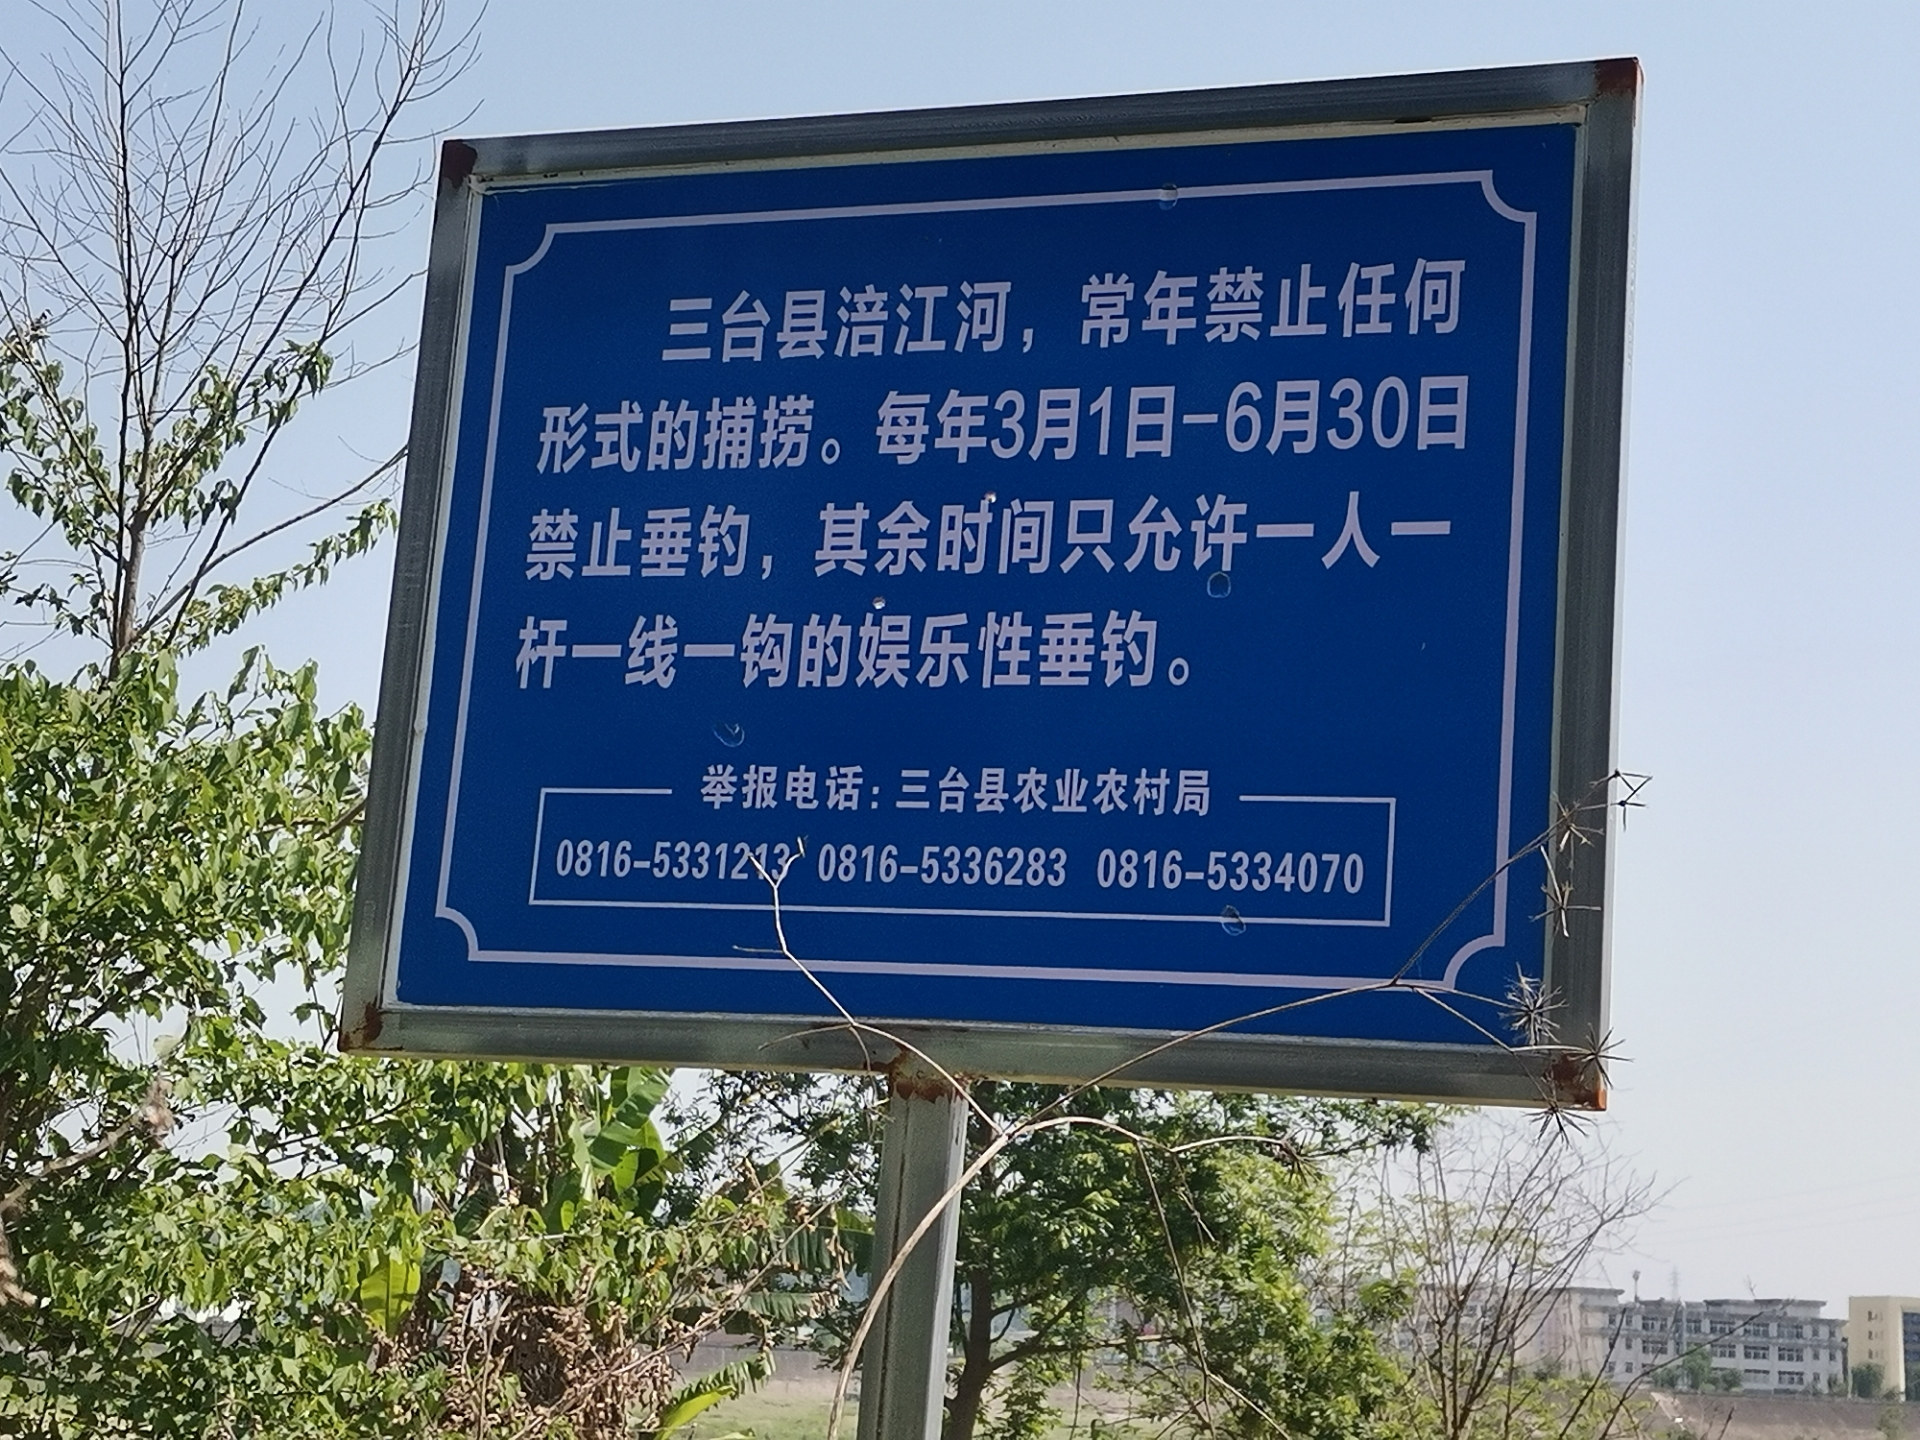 三台县涪江河，常年禁止任何
形式的捕捞。每年3月1日-6月30日
禁止垂钓，其余时间只允许一人一
杆一线一钩的娱乐性垂钓。
举报电话：三台县农业农村局
0816-5331213 0816-5336283 0816-5334070